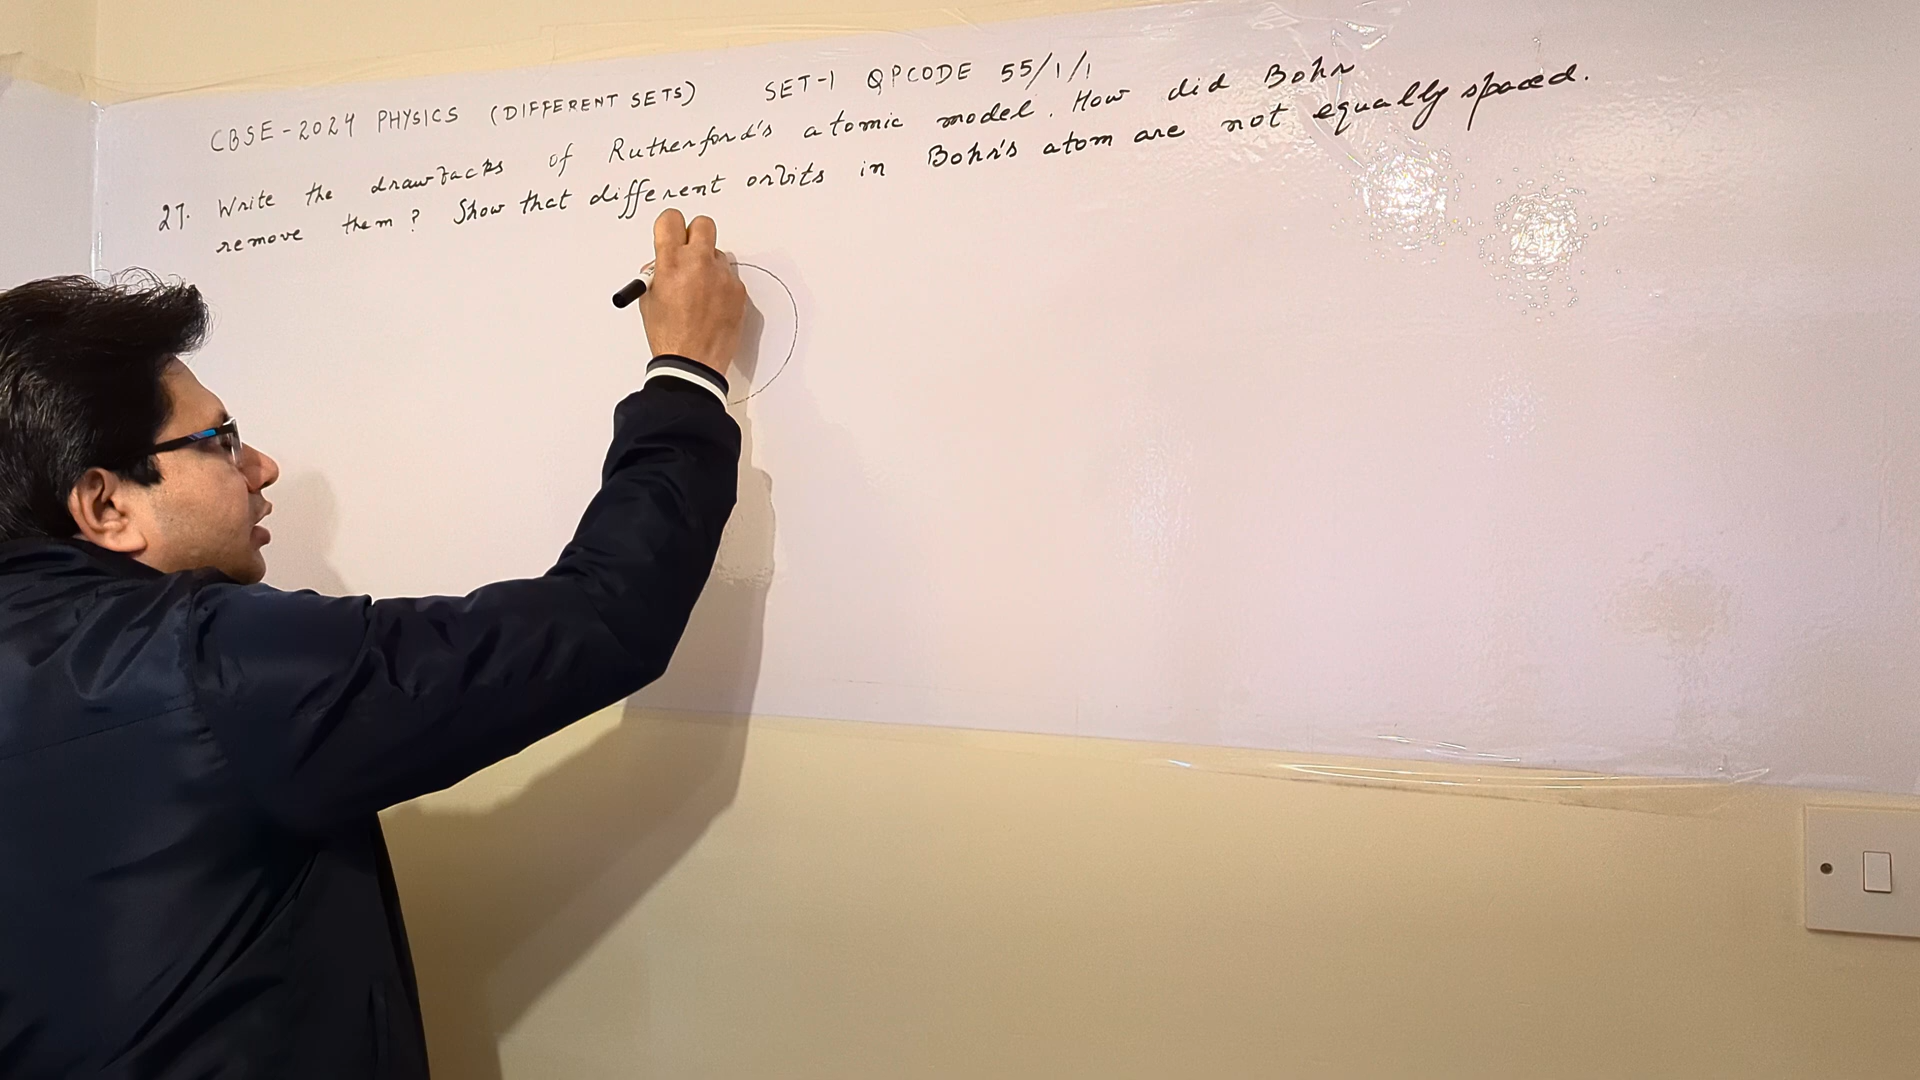 CBSE-2024 PHYSICS (DIFFERENT SETS) SET-1 QPCODE 55/1/1
27. Write the drawbacks of Rutherford's atomic model. How did Bohr
remove them? Show that different orbits in Bohr's atom are not equally spaced.